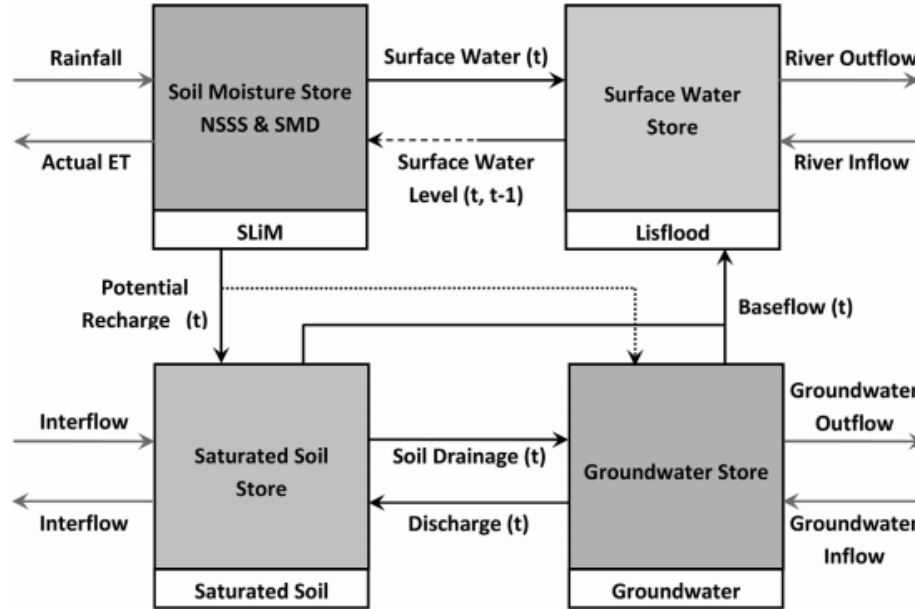 Rainfall
Actual ET
Soil Moisture Store
NSSS & SMD
SLiM
Surface Water (t)
Surface Water
Level (t, t-1)
Surface Water
Store
Lisflood
River Outflow
River Inflow
Potential
Recharge (t)
Baseflow (t)
Interflow
Interflow
Saturated Soil
Store
Saturated Soil
Soil Drainage (t)
Discharge (t)
Groundwater Store
Groundwater
Groundwater
Outflow
Groundwater
Inflow